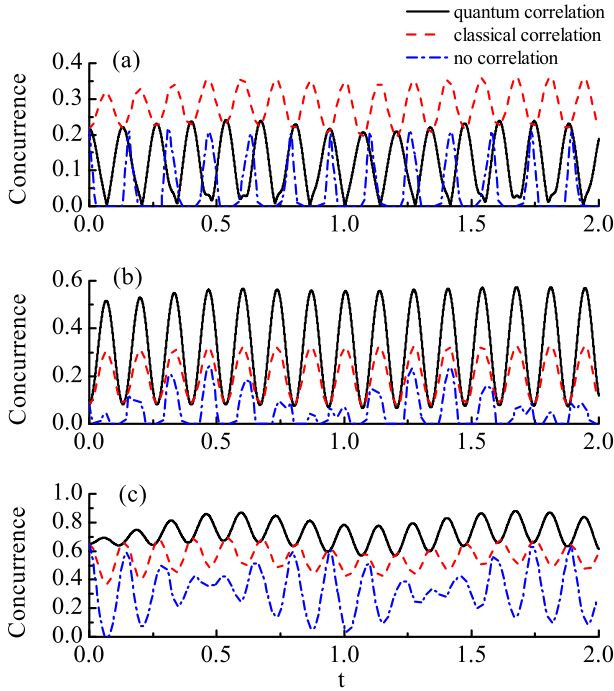 quantum correlation
classical correlation
no correlation
(a)
Concurrence
0.4
0.3
0.2
0.1
0.0
0.0 0.5 1.0 1.5 2.0
(b)
Concurrence
0.6
0.4
0.2
0.0
0.0 0.5 1.0 1.5 2.0
(c)
Concurrence
1.0
0.8
0.6
0.4
0.2
0.0
0.0 0.5 1.0 1.5 2.0
t